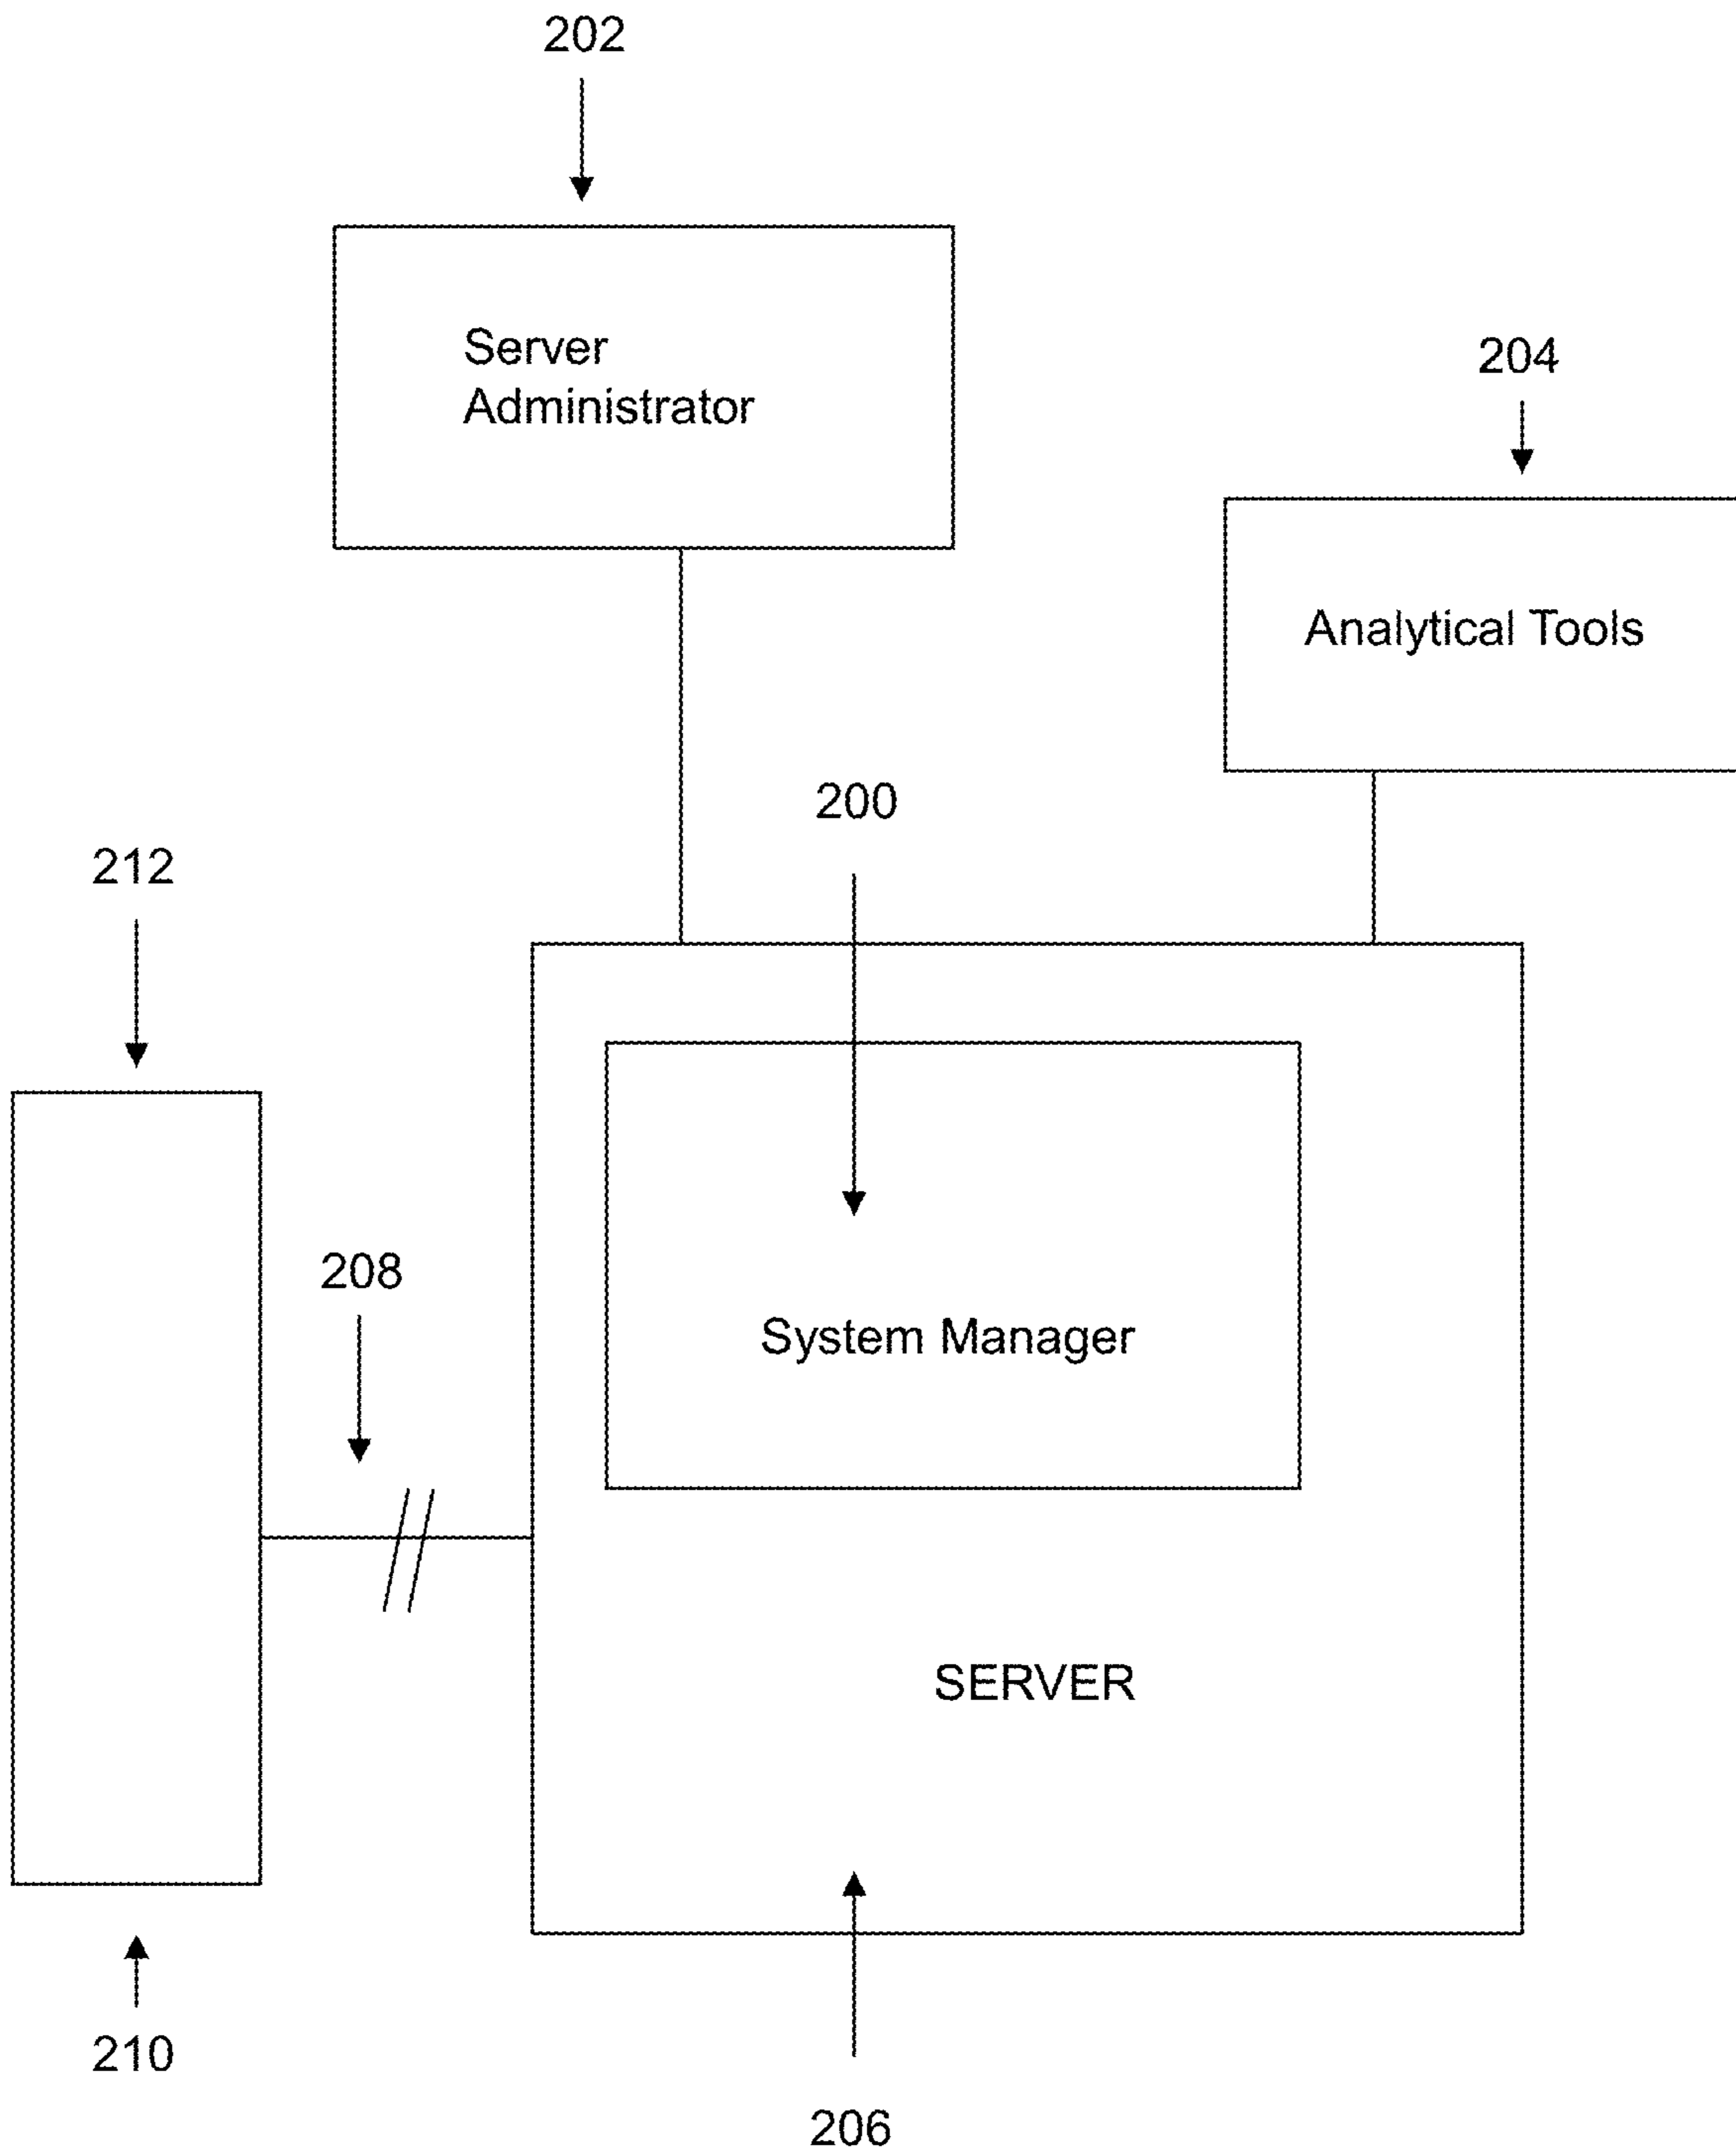 202
Server
Administrator
204
Analytical Tools
200
212
208
System Manager
SERVER
210
206